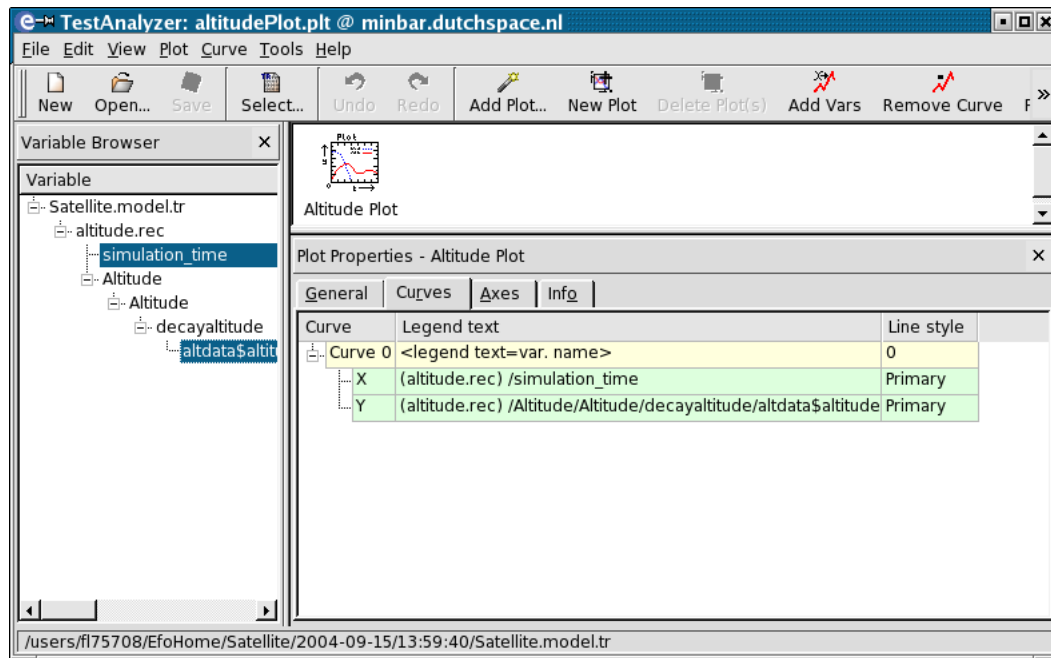 TestAnalyzer: altitudePlot.plt @ minbar.dutchspace.nl
File Edit View Plot Curve Tools Help
New Open... Save Select... Undo Redo Add Plot... New Plot Delete Plot(s) Add Vars Remove Curve »
Variable Browser
Variable
Satellite.model.tr
altitude.rec
simulation_time
Altitude
Altitude
decayaltitude
altdata$altit
Plot
y
0 t
Altitude Plot
Plot Properties - Altitude Plot
General Curves Axes Info
Curve Legend text Line style
Curve 0 <legend text=var. name> 0
X (altitude.rec) /simulation_time Primary
Y (altitude.rec) /Altitude/Altitude/decayaltitude/altdata$altitude Primary
/users/fl75708/EfoHome/Satellite/2004-09-15/13:59:40/Satellite.model.tr